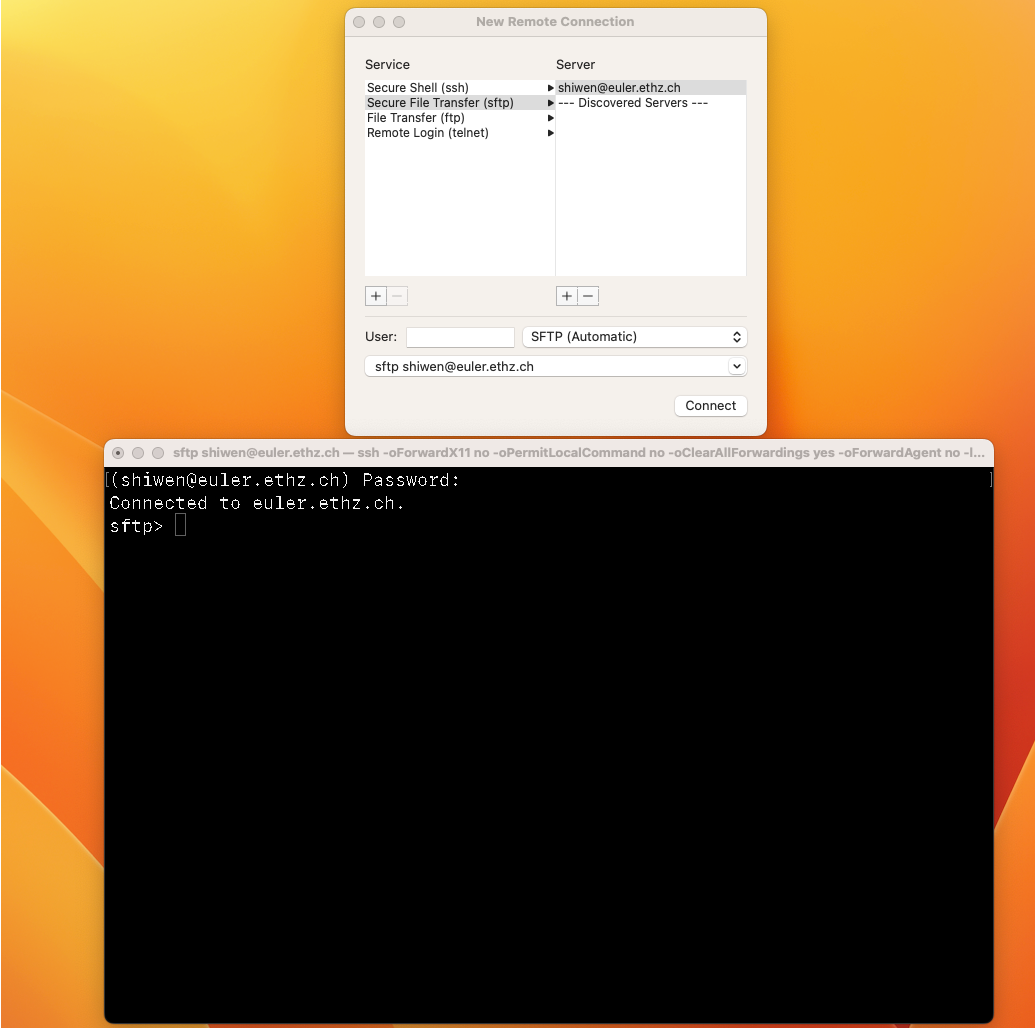 New Remote Connection
Service
Server
Secure Shell (ssh)
shiwen@euler.ethz.ch
Secure File Transfer (sftp)
--- Discovered Servers ---
File Transfer (ftp)
Remote Login (telnet)
User:
SFTP (Automatic)
sftp shiwen@euler.ethz.ch
Connect
sftp shiwen@euler.ethz.ch — ssh -oForwardX11 no -oPermitLocalCommand no -oClearAllForwardings yes -oForwardAgent no -l...
[(shiwen@euler.ethz.ch) Password: ]
Connected to euler.ethz.ch.
sftp>